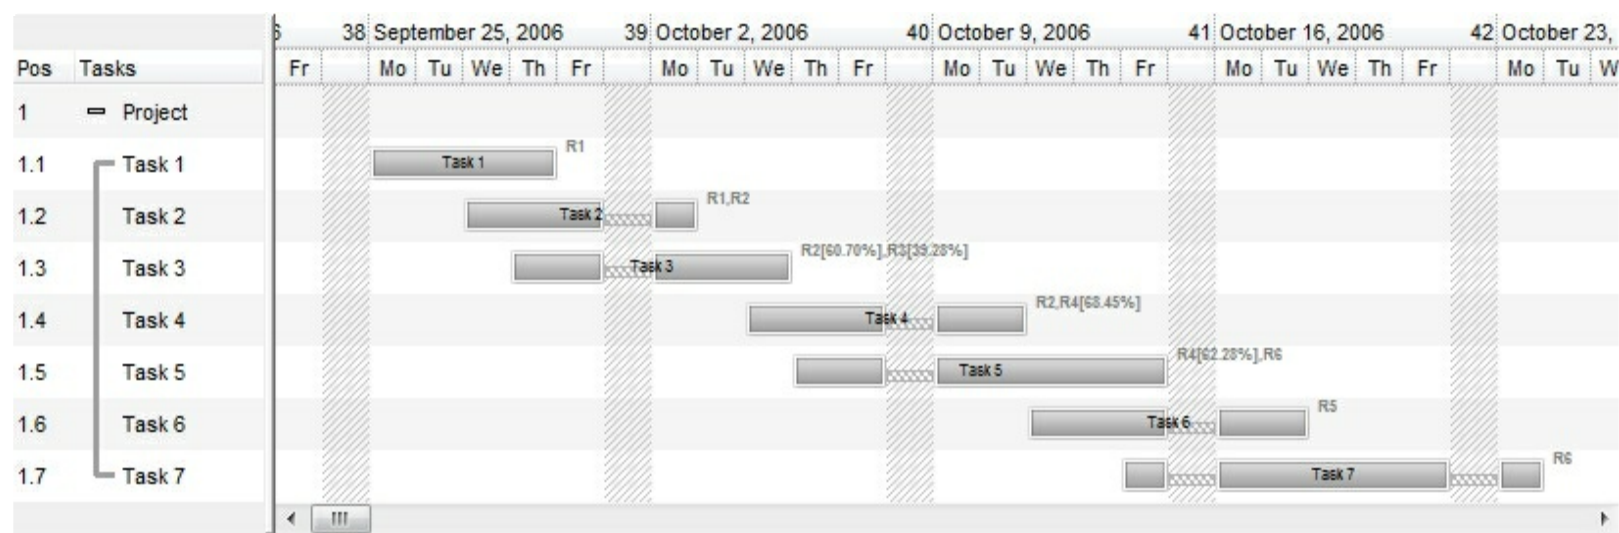 6 38 September 25, 2006 39 October 2, 2006 40 October 9, 2006 41 October 16, 2006 42 October 23,
Pos Tasks Fr Mo Tu We Th Fr Mo Tu We Th Fr Mo Tu We Th Fr Mo Tu We Th Fr Mo Tu W
1 Project
1.1 Task 1 Task 1 R1
1.2 Task 2 Task 2 R1,R2
1.3 Task 3 Task 3 R2[60.70%],R3[39.28%]
1.4 Task 4 Task 4 R2,R4[68.45%]
1.5 Task 5 Task 5 R4[62.28%],R6
1.6 Task 6 Task 6 R5
1.7 Task 7 Task 7 R6